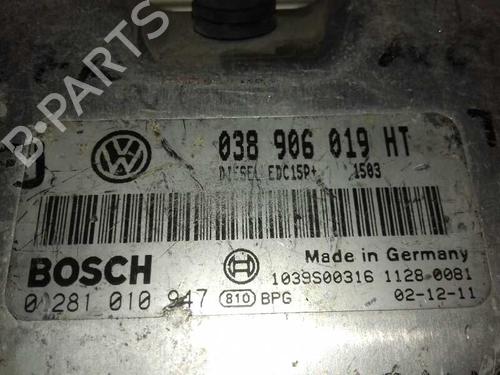 B-PARTS
038 906 019 HT
DIESEL EDC15P+ 1503
BOSCH
Made in Germany
1039S00316 1128 0081
0 281 010 947 810 BPG 02-12-11